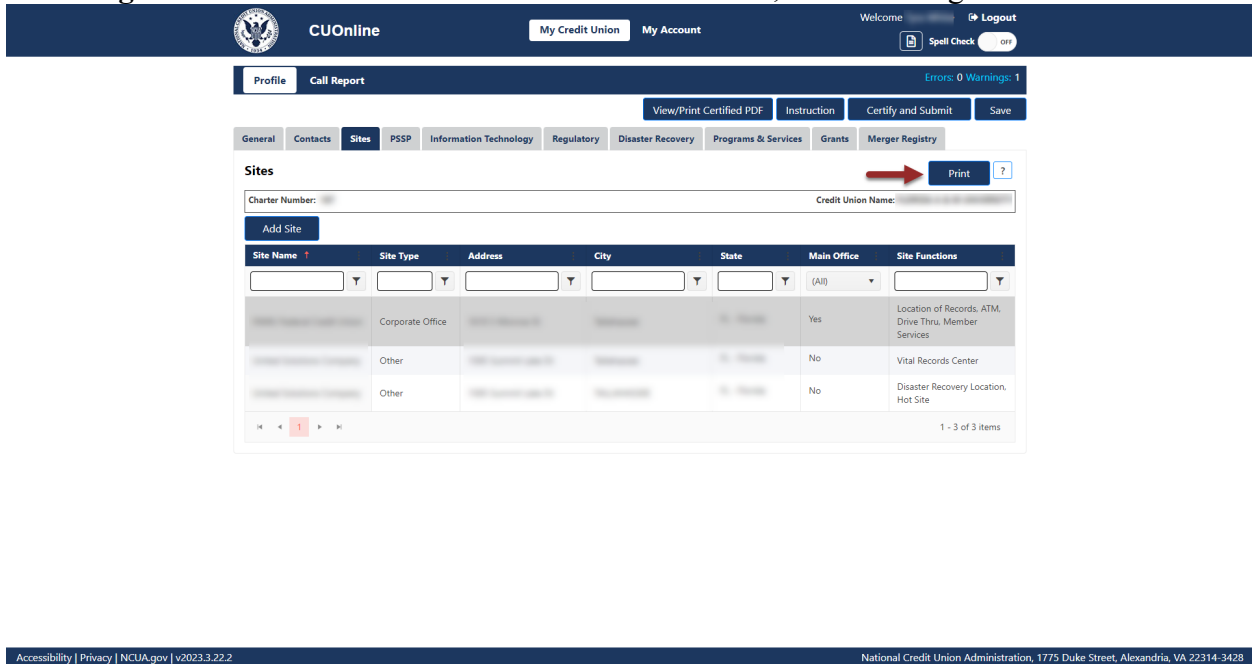 CUOnline My Credit Union My Account Welcome Logout
Spell Check OFF
Profile Call Report Errors: 0 Warnings: 1
View/Print Certified PDF Instruction Certify and Submit Save
General Contacts Sites PSSP Information Technology Regulatory Disaster Recovery Programs & Services Grants Merger Registry
Sites Print ?
Charter Number: Credit Union Name:
Add Site
Site Name ↑ Site Type Address City State Main Office Site Functions
(All)
Corporate Office Yes Location of Records, ATM,
Drive Thru, Member
Services
Other No Vital Records Center
Other No Disaster Recovery Location,
Hot Site
1 1 - 3 of 3 items
Accessibility | Privacy | NCUA.gov | v2023.3.22.2 National Credit Union Administration, 1775 Duke Street, Alexandria, VA 22314-3428